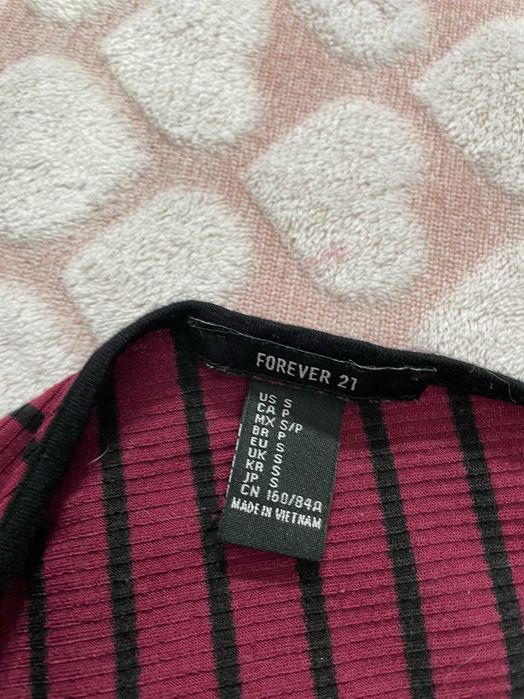 FOREVER 21
US S
CA P
MX S/P
BR P
EU S
UK S
KR S
JP S
CN 160/84A
MADE IN VIETNAM